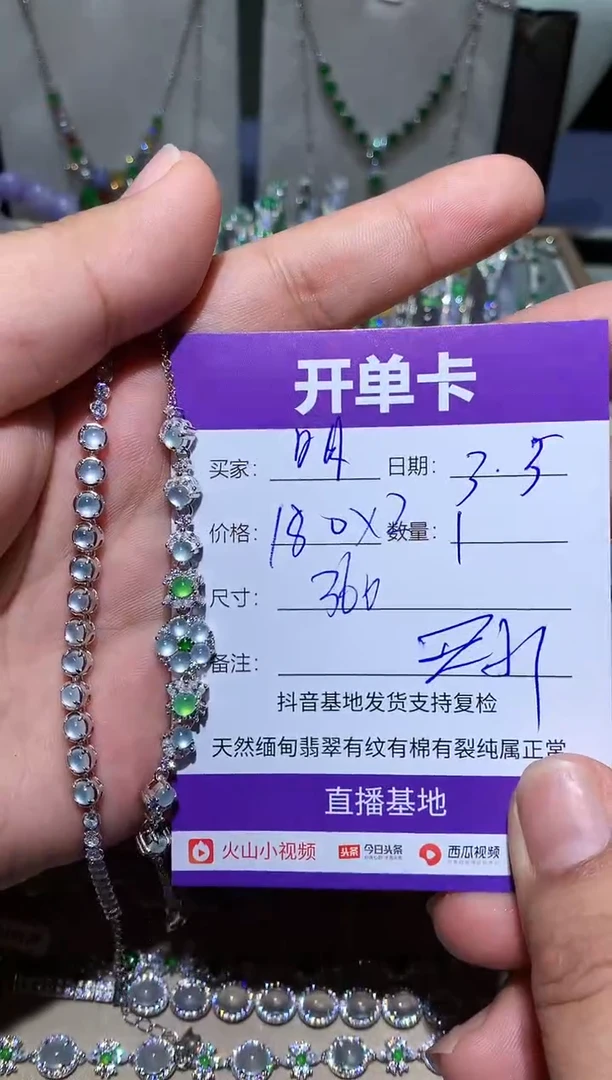 开单卡
买家: 明 日期: 3.5
价格: 180X2 数量: 1
尺寸: 360
备注:
抖音基地发货支持复检
天然缅甸翡翠有纹有棉有裂纯属正常
直播基地
火山小视频 头条 今日头条 西瓜视频